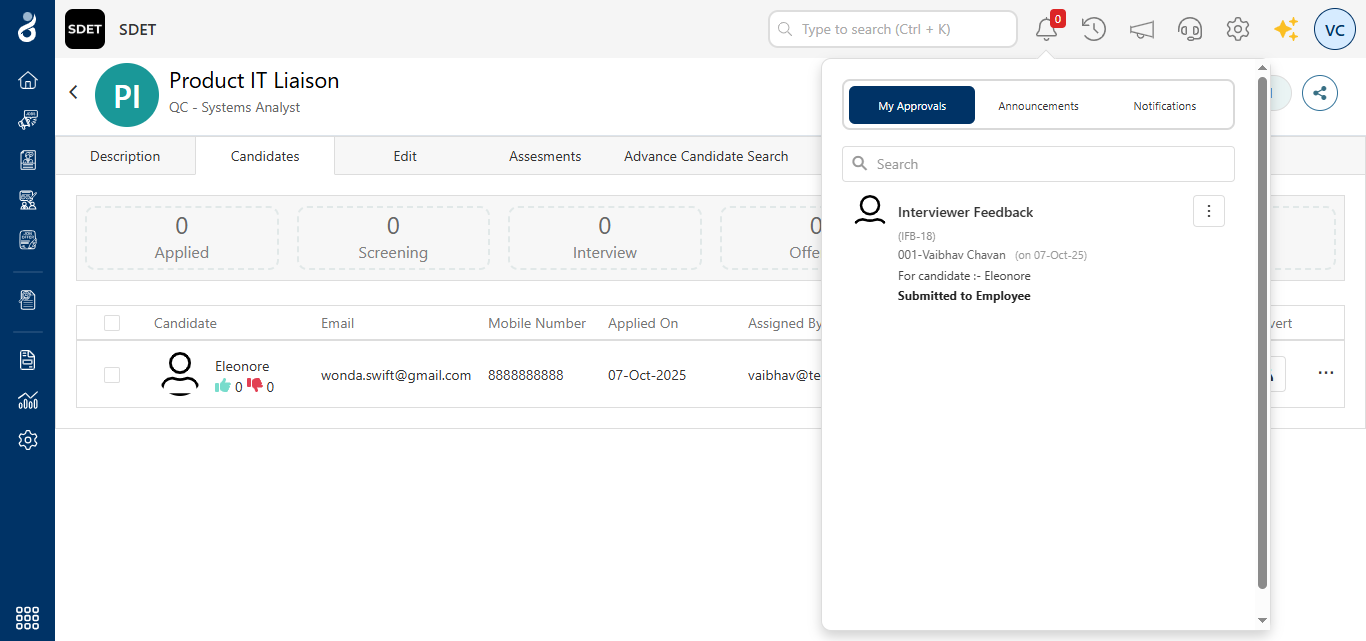 SDET
SDET
Type to search (Ctrl + K)
0
VC
PI
Product IT Liaison
QC - Systems Analyst
My Approvals
Announcements
Notifications
Description
Candidates
Edit
Assesments
Advance Candidate Search
Search
0
Applied
0
Screening
0
Interview
0
Offe
Interviewer Feedback
(IFB-18)
001-Vaibhav Chavan (on 07-Oct-25)
For candidate :- Eleonore
Submitted to Employee
Candidate
Email
Mobile Number
Applied On
Assigned By
vert
Eleonore
0
0
wonda.swift@gmail.com
8888888888
07-Oct-2025
vaibhav@te